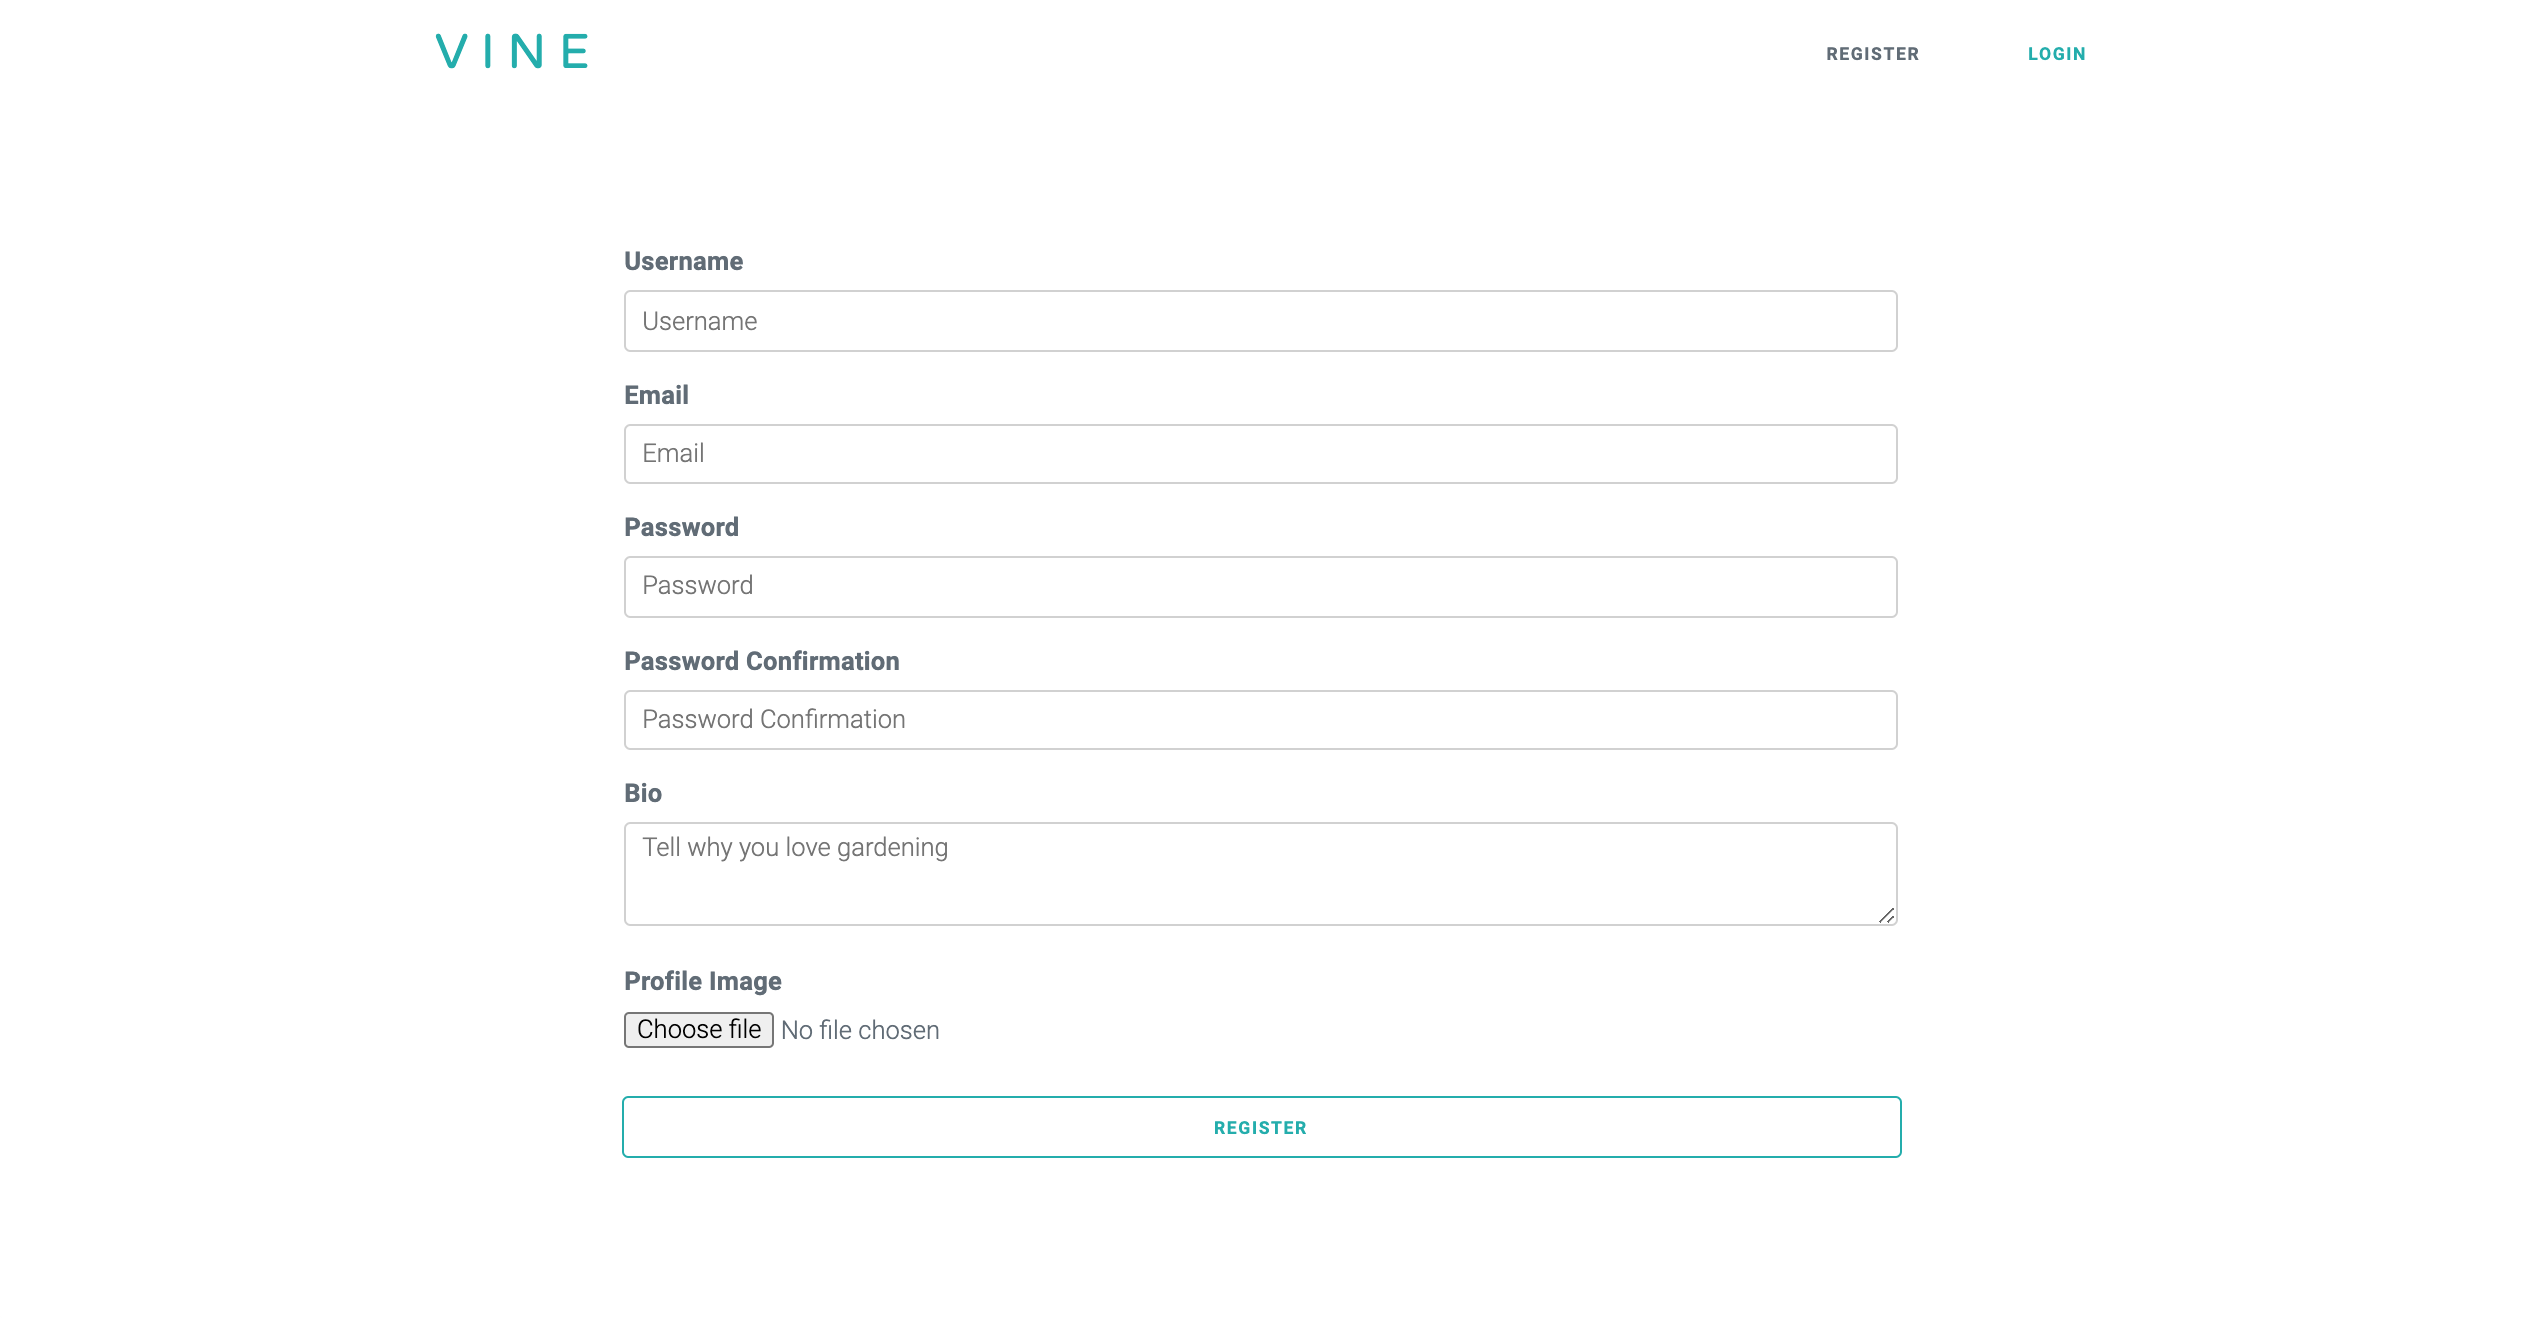 VINE
REGISTER
LOGIN
Username
Username
Email
Email
Password
Password
Password Confirmation
Password Confirmation
Bio
Tell why you love gardening
Profile Image
Choose file No file chosen
REGISTER